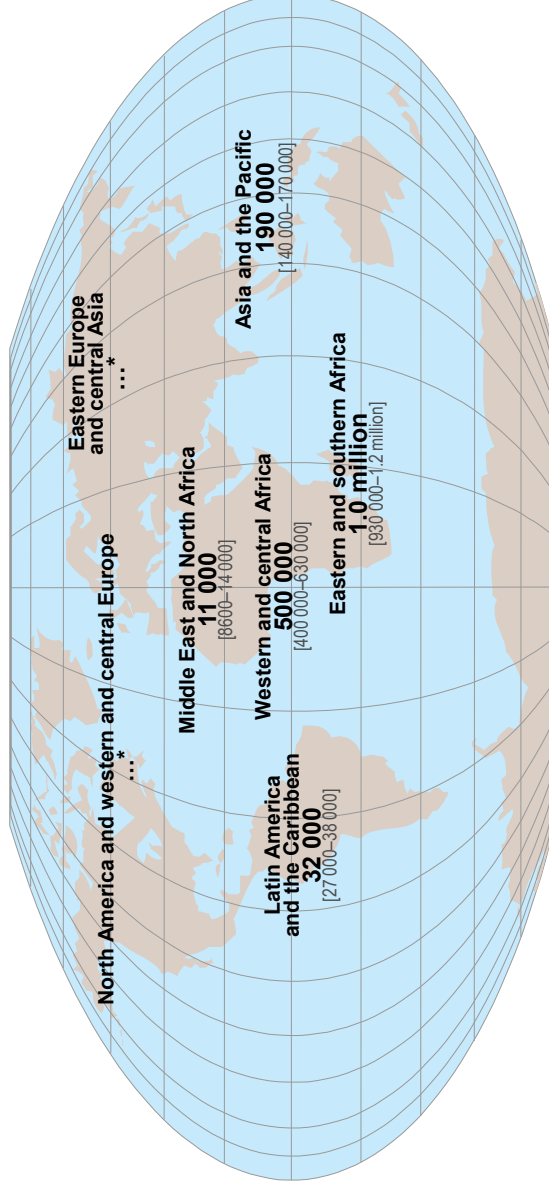 North America and western and central Europe
...*
Eastern Europe
and central Asia
...*
Middle East and North Africa
11 000
[8600–14 000]
Asia and the Pacific
190 000
[140 000–170 000]
Western and central Africa
500 000
[400 000–630 000]
Latin America
and the Caribbean
32 000
[27 000–38 000]
Eastern and southern Africa
1.0 million
[930 000–1.2 million]